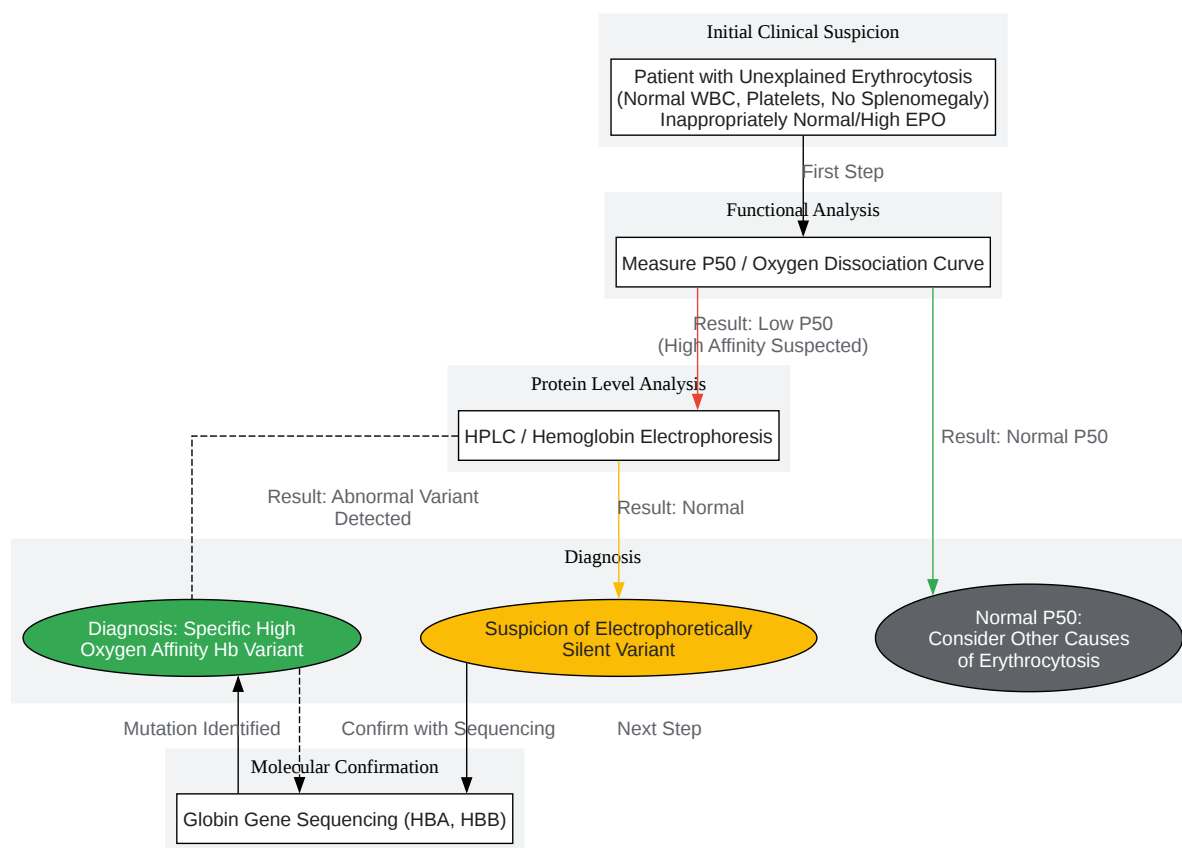 Initial Clinical Suspicion
Patient with Unexplained Erythrocytosis
(Normal WBC, Platelets, No Splenomegaly)
Inappropriately Normal/High EPO
First Step
Functional Analysis
Measure P50 / Oxygen Dissociation Curve
Result: Low P50
(High Affinity Suspected)
Protein Level Analysis
HPLC / Hemoglobin Electrophoresis
Result: Normal P50
Result: Abnormal Variant
Detected
Result: Normal
Diagnosis
Diagnosis: Specific High
Oxygen Affinity Hb Variant
Suspicion of Electrophoretically
Silent Variant
Normal P50:
Consider Other Causes
of Erythrocytosis
Mutation Identified
Confirm with Sequencing
Next Step
Molecular Confirmation
Globin Gene Sequencing (HBA, HBB)